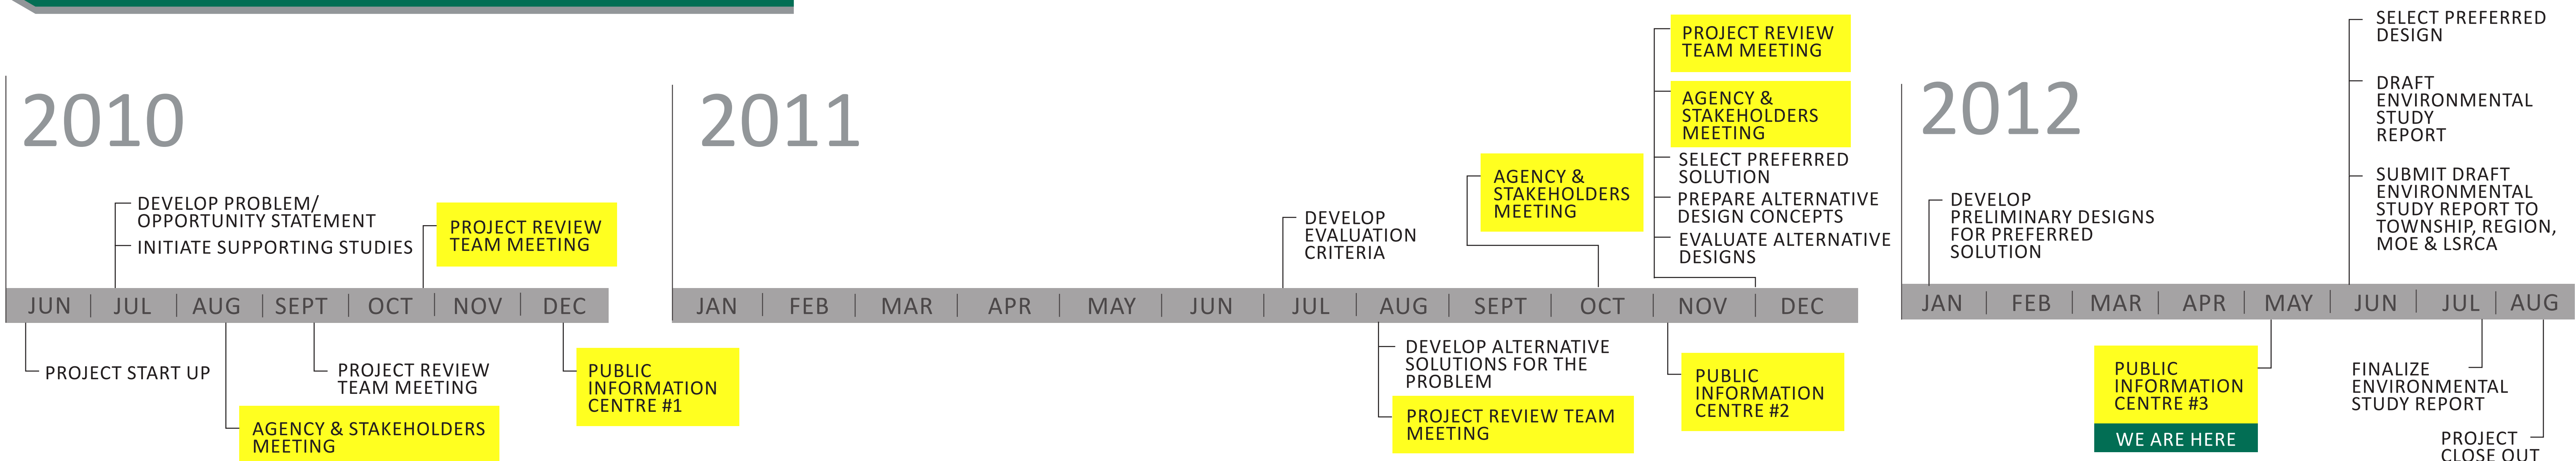 2010
DEVELOP PROBLEM/
OPPORTUNITY STATEMENT
INITIATE SUPPORTING STUDIES
PROJECT REVIEW
TEAM MEETING
JUN JUL AUG SEPT OCT NOV DEC
PROJECT START UP
AGENCY & STAKEHOLDERS
MEETING
PROJECT REVIEW
TEAM MEETING
PUBLIC
INFORMATION
CENTRE #1
2011
DEVELOP
EVALUATION
CRITERIA
AGENCY &
STAKEHOLDERS
MEETING
PROJECT REVIEW
TEAM MEETING
AGENCY &
STAKEHOLDERS
MEETING
SELECT PREFERRED
SOLUTION
PREPARE ALTERNATIVE
DESIGN CONCEPTS
EVALUATE ALTERNATIVE
DESIGNS
JAN FEB MAR APR MAY JUN JUL AUG SEPT OCT NOV DEC
DEVELOP ALTERNATIVE
SOLUTIONS FOR THE
PROBLEM
PROJECT REVIEW TEAM
MEETING
PUBLIC
INFORMATION
CENTRE #2
2012
DEVELOP
PRELIMINARY DESIGNS
FOR PREFERRED
SOLUTION
SELECT PREFERRED
DESIGN
DRAFT
ENVIRONMENTAL
STUDY
REPORT
SUBMIT DRAFT
ENVIRONMENTAL
STUDY REPORT TO
TOWNSHIP, REGION,
MOE & LSRCA
JAN FEB MAR APR MAY JUN JUL AUG
PUBLIC
INFORMATION
CENTRE #3
WE ARE HERE
FINALIZE
ENVIRONMENTAL
STUDY REPORT
PROJECT
CLOSE OUT